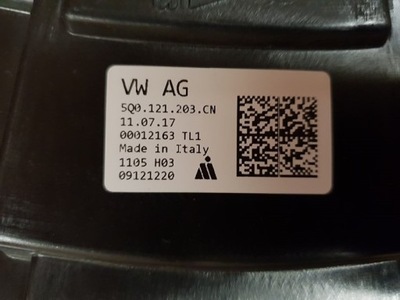 VW AG
5Q0.121.203.CN
11.07.17
00012163 TL1
Made in Italy
1105 H03
09121220